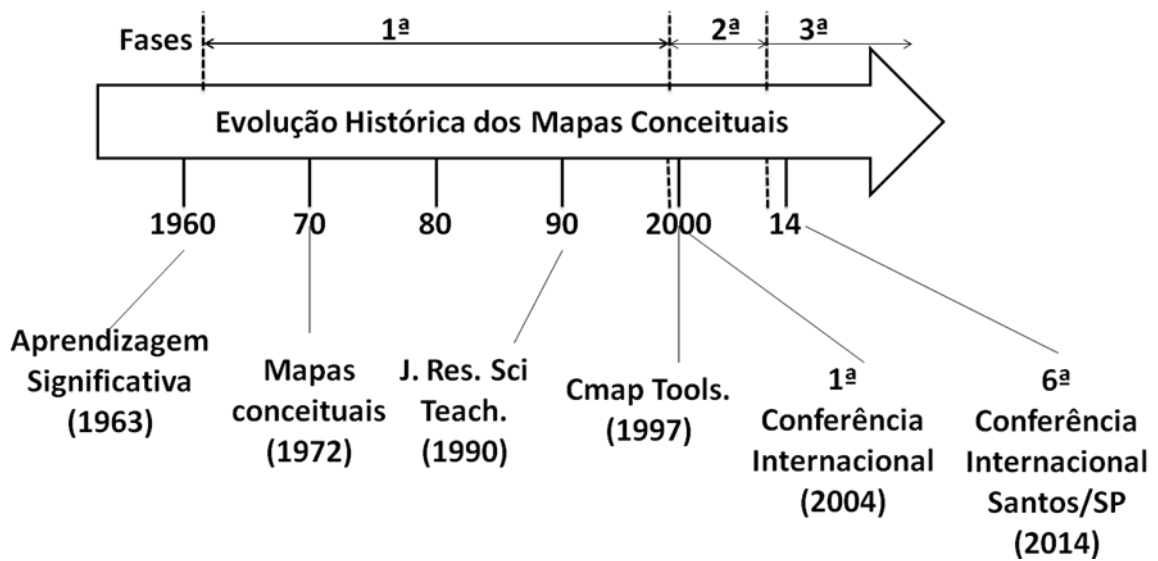 Fases 1ª 2ª 3ª
Evolução Histórica dos Mapas Conceituais
1960 70 80 90 2000 14
Aprendizagem
Significativa
(1963)
Mapas
conceituais
(1972)
J. Res. Sci
Teach.
(1990)
Cmap Tools.
(1997)
1ª
Conferência
Internacional
(2004)
6ª
Conferência
Internacional
Santos/SP
(2014)